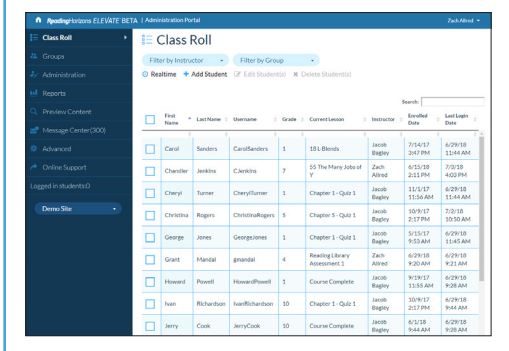 ReadingHorizons ELEVATE BETA | Administration Portal Zach Allred
Class Roll
Groups
Administration
Reports
Preview Content
Message Center(300)
Advanced
Online Support
Logged in students:0
Demo Site
Class Roll
Filter by Instructor Filter by Group
Realtime Add Student Edit Student(s) Delete Student(s)
Search:
First Name Last Name Username Grade Current Lesson Instructor Enrolled Date Last Login Date
Carol Sanders CarolSanders 1 18 L-Blends Jacob Bagley 7/14/17 2:47 PM 6/29/18 11:44 AM
Chandler Jenkins CJenkins 7 55 The Many Jobs of Y Zach Allred 6/15/18 2:11 PM 7/3/18 4:03 PM
Cheryl Turner CherylTurner 1 Chapter 1 - Quiz 1 Jacob Bagley 11/1/17 11:56 AM 6/29/18 11:44 AM
Christina Rogers ChristinaRogers 5 Chapter 5 - Quiz 1 Jacob Bagley 10/9/17 2:17 PM 7/2/18 10:50 AM
George Jones GeorgeJones 1 Chapter 1 - Quiz 1 Jacob Bagley 5/15/17 9:53 AM 6/29/18 11:45 AM
Grant Mandal gmandal 4 Reading Library Assessment 1 Zach Allred 6/29/18 9:20 AM 6/29/18 9:21 AM
Howard Powell HowardPowell 1 Course Complete Jacob Bagley 9/19/17 11:55 AM 6/29/18 9:28 AM
Ivan Richardson IvanRichardson 10 Chapter 1 - Quiz 1 Jacob Bagley 10/9/17 2:17 PM 6/29/18 9:44 AM
Jerry Cook JerryCook 10 Course Complete Jacob Bagley 6/1/18 9:44 AM 6/29/18 9:28 AM